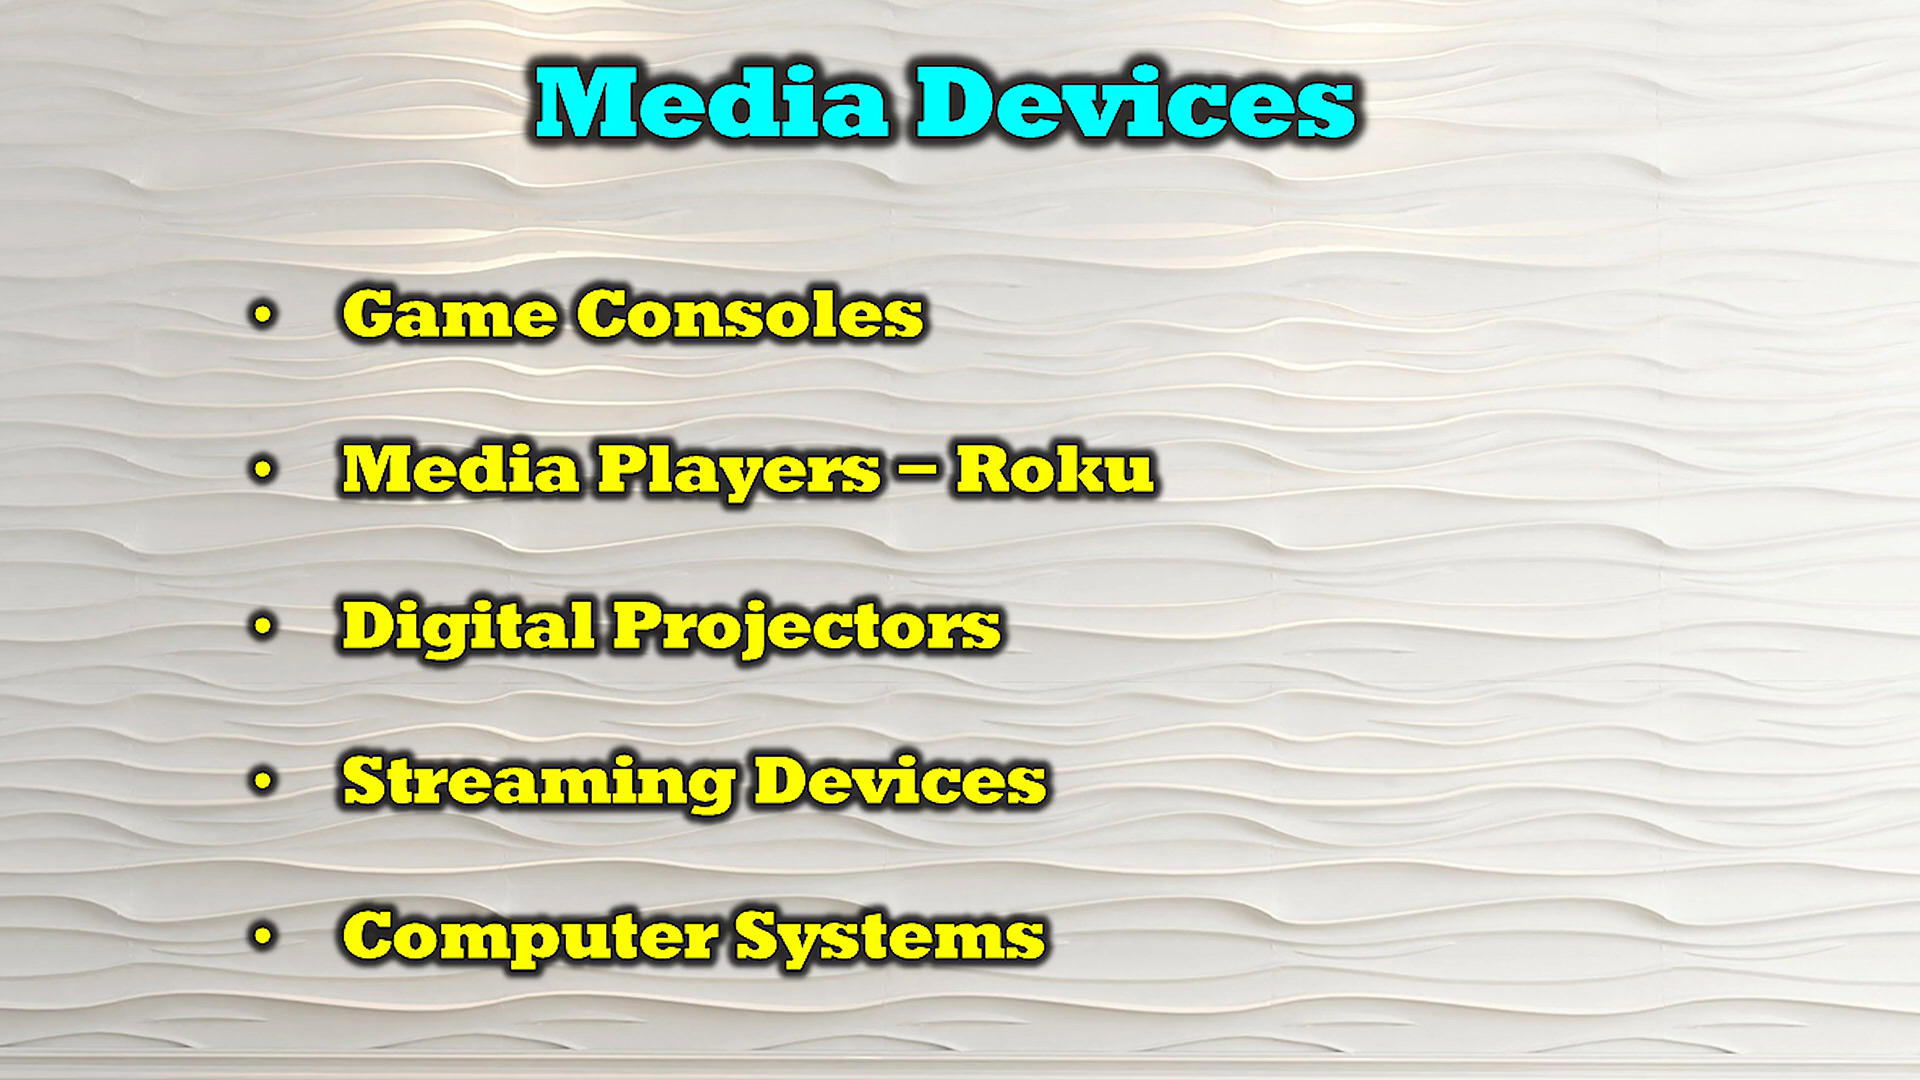 Media Devices
• Game Consoles
• Media Players – Roku
• Digital Projectors
• Streaming Devices
• Computer Systems